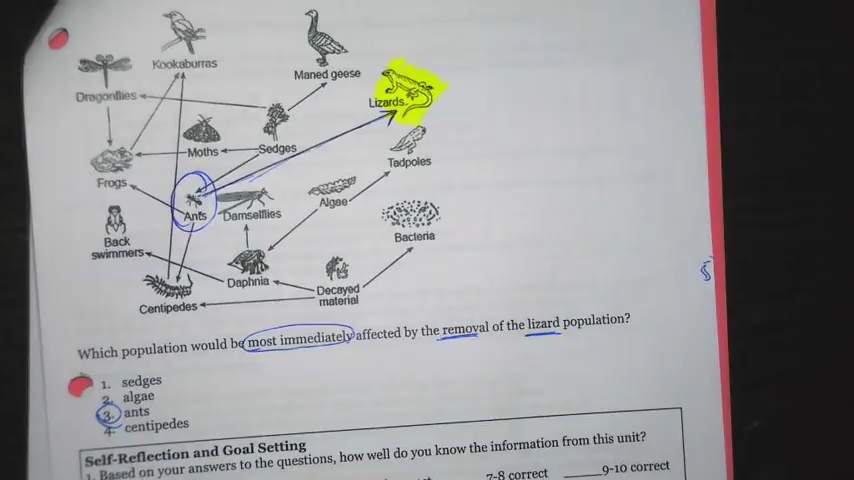 Kookaburras
Maned geese
Dragonflies
Lizards
Moths
Sedges
Tadpoles
Frogs
Ants
Damselflies
Algae
Back
swimmers
Bacteria
Daphnia
Decayed
material
Centipedes
Which population would be most immediately affected by the removal of the lizard population?
1. sedges
2. algae
3. ants
4. centipedes
Self-Reflection and Goal Setting
1. Based on your answers to the questions, how well do you know the information from this unit?
7-8 correct ____9-10 correct